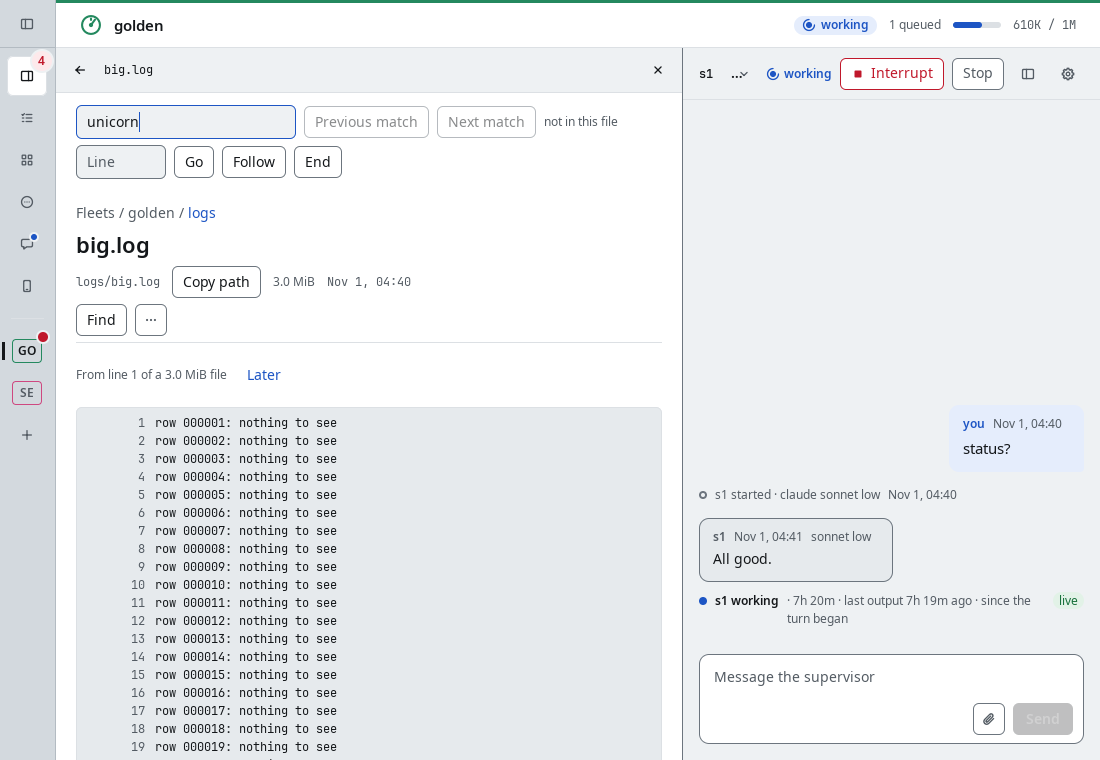 golden
working
1 queued
610K / 1M
4
GO
SE
big.log
unicorn
Previous match
Next match
not in this file
Line
Go
Follow
End
Fleets / golden / logs
big.log
logs/big.log
Copy path
3.0 MiB
Nov 1, 04:40
Find
···
From line 1 of a 3.0 MiB file
Later
1 row 000001: nothing to see
2 row 000002: nothing to see
3 row 000003: nothing to see
4 row 000004: nothing to see
5 row 000005: nothing to see
6 row 000006: nothing to see
7 row 000007: nothing to see
8 row 000008: nothing to see
9 row 000009: nothing to see
10 row 000010: nothing to see
11 row 000011: nothing to see
12 row 000012: nothing to see
13 row 000013: nothing to see
14 row 000014: nothing to see
15 row 000015: nothing to see
16 row 000016: nothing to see
17 row 000017: nothing to see
18 row 000018: nothing to see
19 row 000019: nothing to see
s1
...
working
Interrupt
Stop
you Nov 1, 04:40
status?
s1 started · claude sonnet low Nov 1, 04:40
s1 Nov 1, 04:41 sonnet low
All good.
s1 working · 7h 20m · last output 7h 19m ago · since the
turn began
live
Message the supervisor
Send